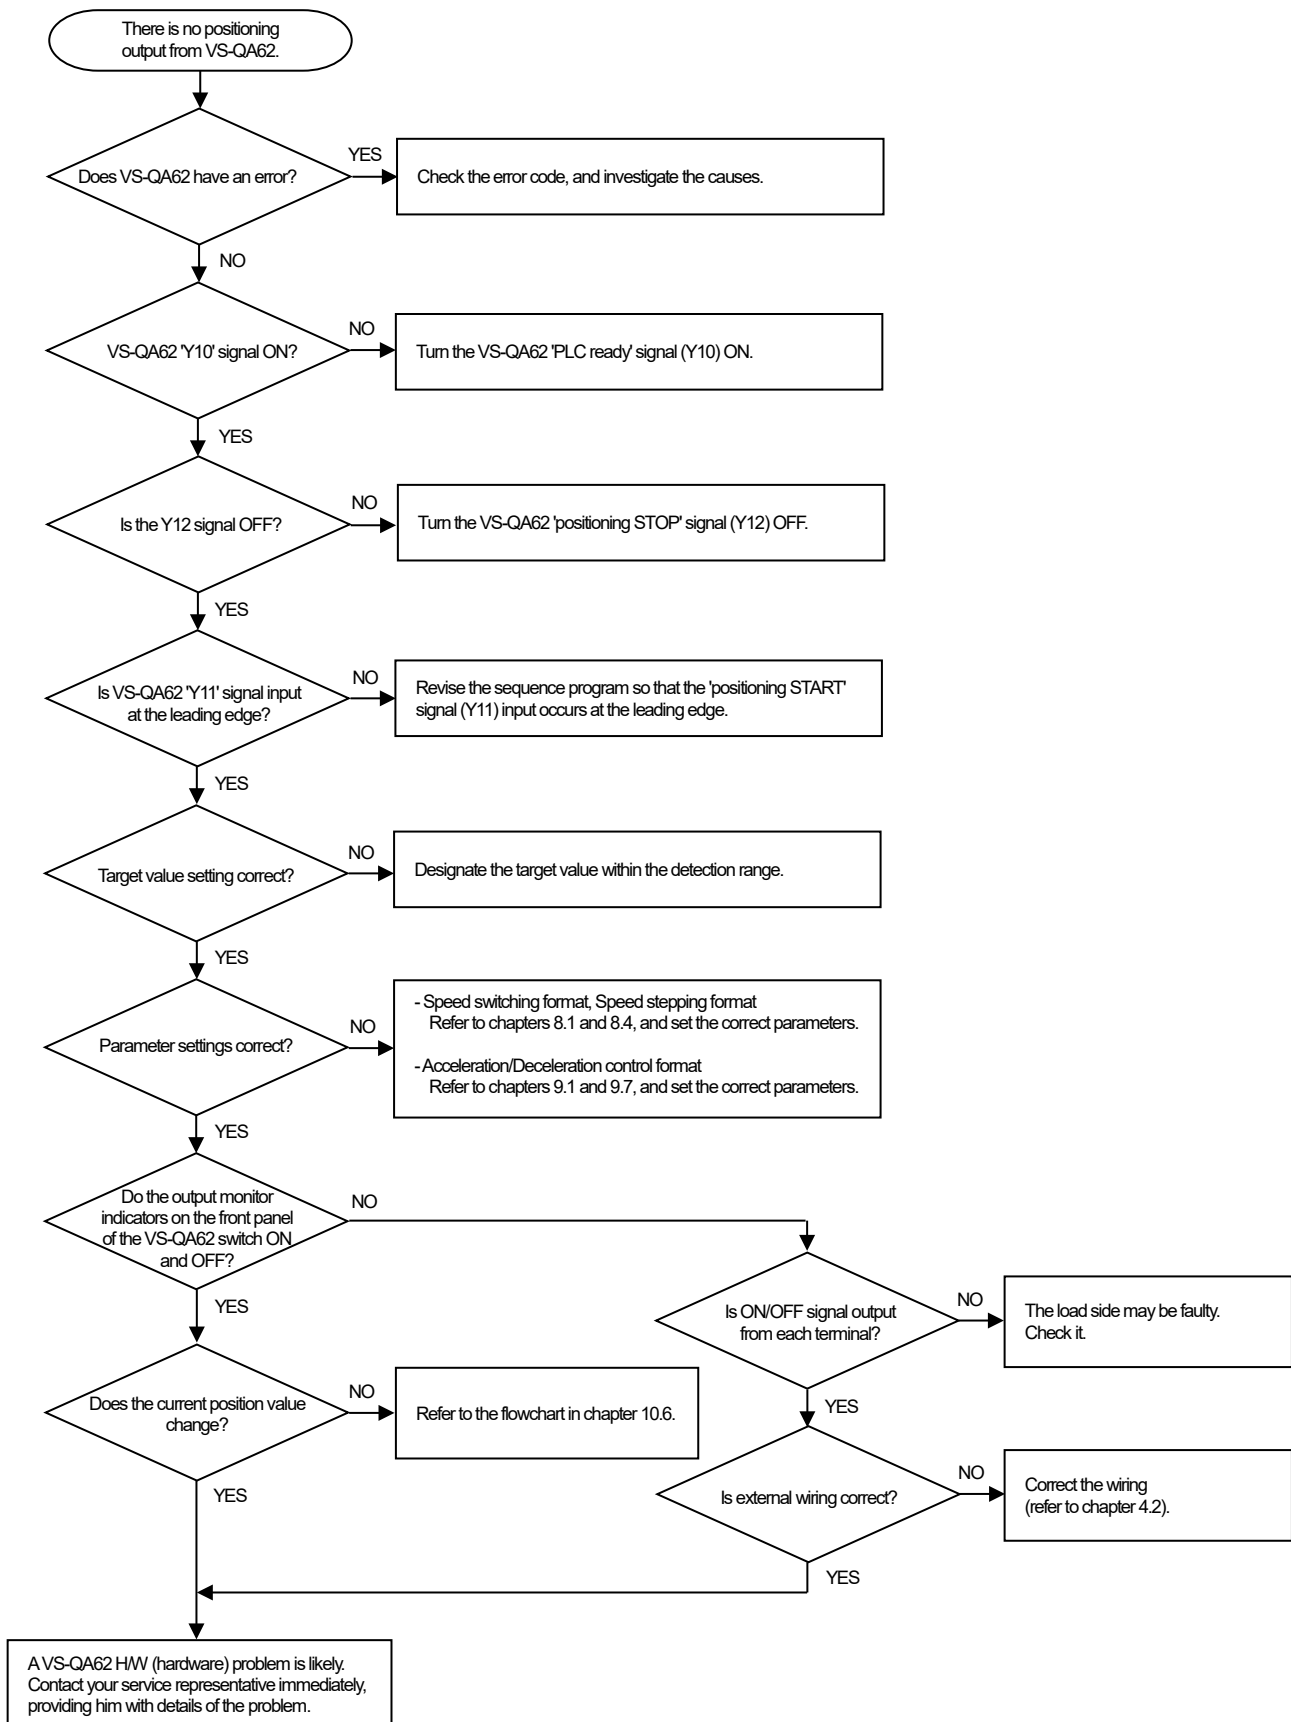 There is no positioning
output from VS-QA62.
Does VS-QA62 have an error?
YES
Check the error code, and investigate the causes.
NO
VS-QA62 'Y10' signal ON?
NO
Turn the VS-QA62 'PLC ready' signal (Y10) ON.
YES
Is the Y12 signal OFF?
NO
Turn the VS-QA62 'positioning STOP' signal (Y12) OFF.
YES
Is VS-QA62 'Y11' signal input
at the leading edge?
NO
Revise the sequence program so that the 'positioning START'
signal (Y11) input occurs at the leading edge.
YES
Target value setting correct?
NO
Designate the target value within the detection range.
YES
Parameter settings correct?
NO
- Speed switching format, Speed stepping format
Refer to chapters 8.1 and 8.4, and set the correct parameters.
- Acceleration/Deceleration control format
Refer to chapters 9.1 and 9.7, and set the correct parameters.
YES
Do the output monitor
indicators on the front panel
of the VS-QA62 switch ON
and OFF?
NO
YES
Is ON/OFF signal output
from each terminal?
NO
The load side may be faulty.
Check it.
YES
Does the current position value
change?
NO
Refer to the flowchart in chapter 10.6.
YES
Is external wiring correct?
NO
Correct the wiring
(refer to chapter 4.2).
YES
A VS-QA62 H/W (hardware) problem is likely.
Contact your service representative immediately,
providing him with details of the problem.